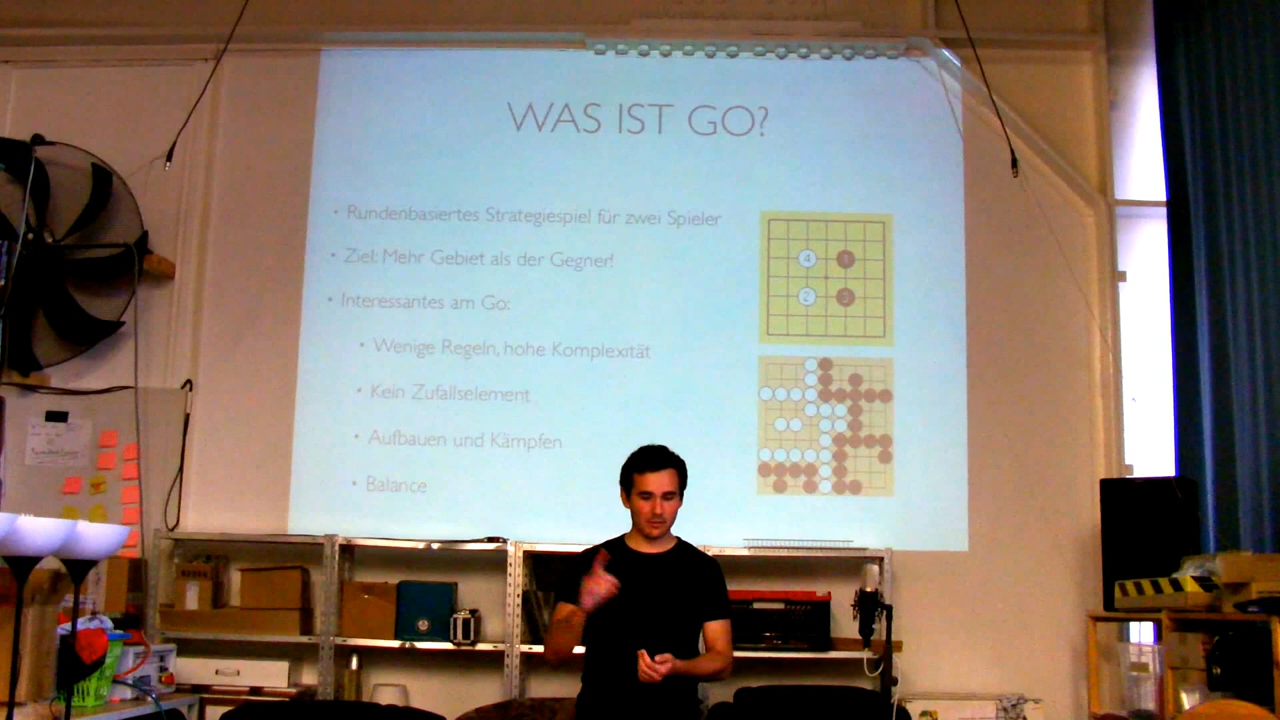 WAS IST GO?
• Rundenbasiertes Strategiespiel für zwei Spieler
• Ziel: Mehr Gebiet als der Gegner!
• Interessantes am Go:
• Wenige Regeln, hohe Komplexität
• Kein Zufallselement
• Aufbauen und Kämpfen
• Balance
4 1
2 3